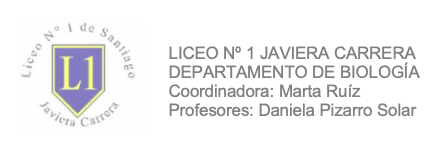 Liceo Nº 1 de Santiago
L1
Javiera Carrera
LICEO Nº 1 JAVIERA CARRERA
DEPARTAMENTO DE BIOLOGÍA
Coordinadora: Marta Ruíz
Profesores: Daniela Pizarro Solar